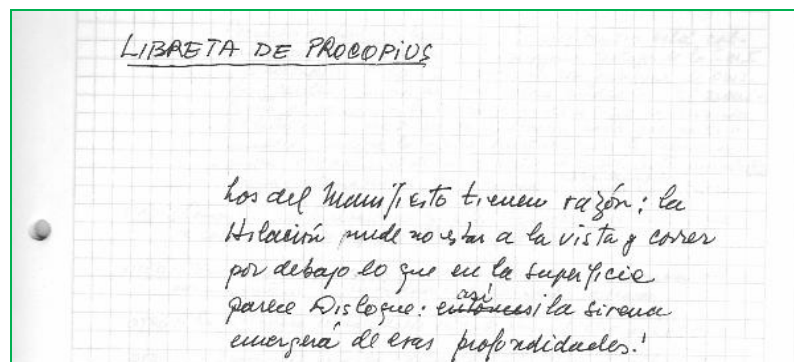 LIBRETA DE PROCOPIUS
Los del Manifiesto tienen razón: la
Hilación puede no estar a la vista y correr
por debajo lo que en la superficie
parece Disloque: así ¡la sirena
emergerá de esas profundidades!